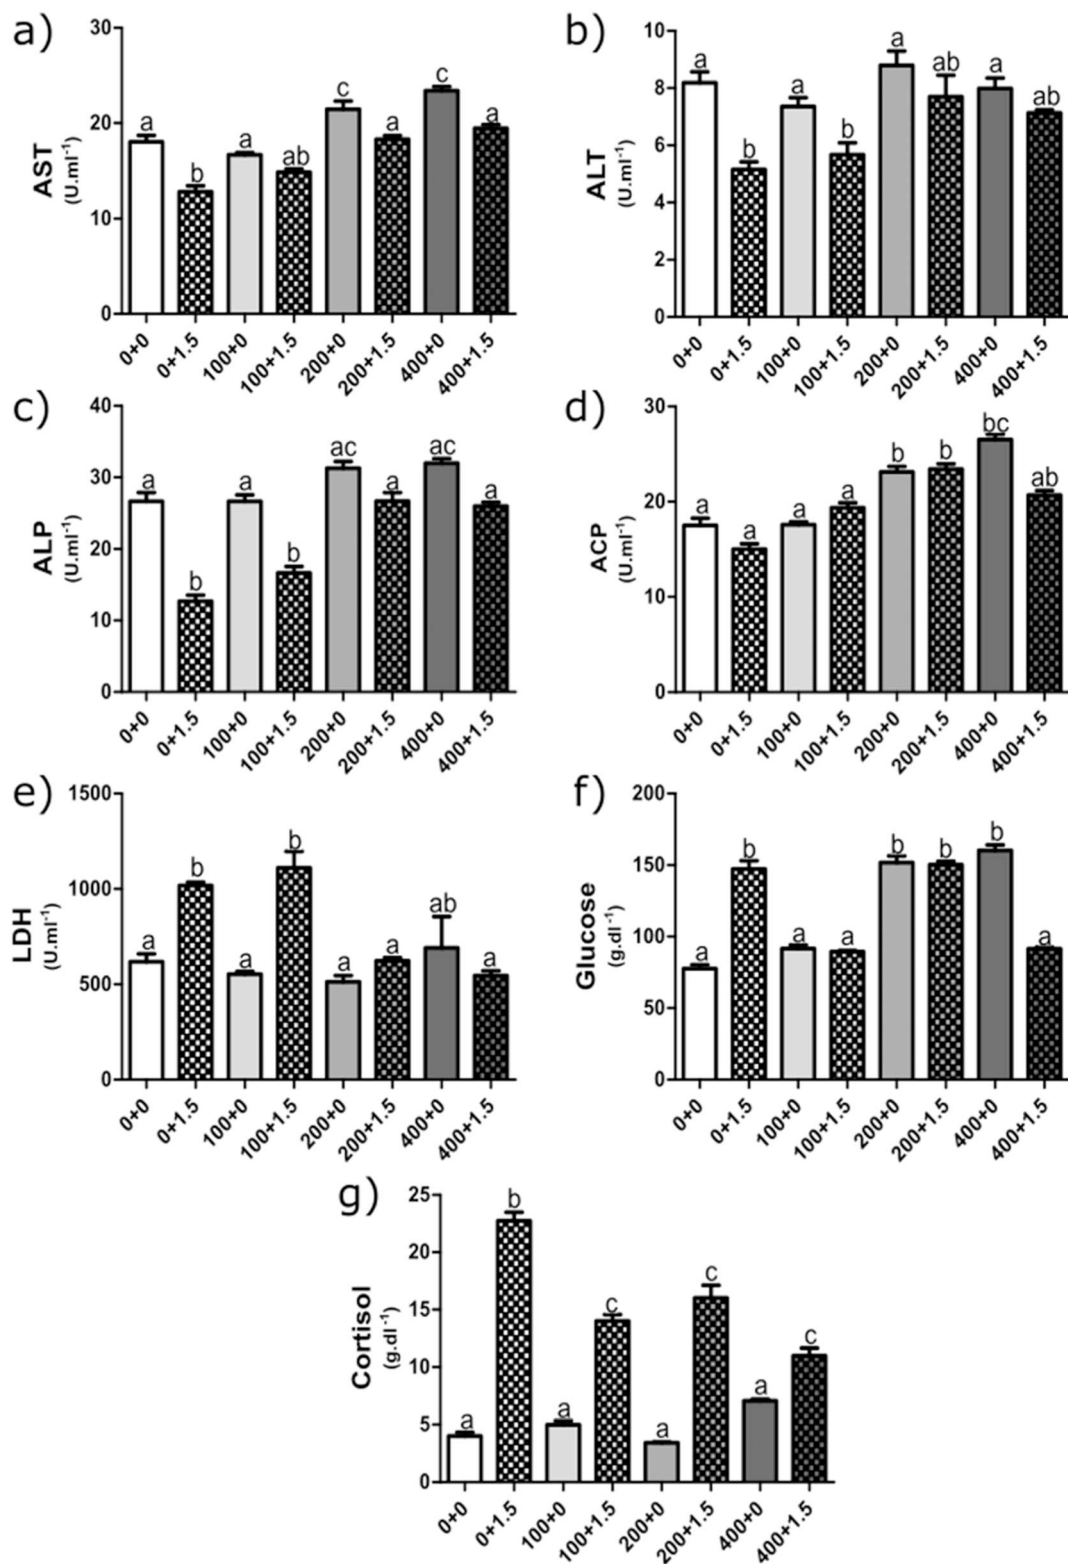 a)
30
20
10
0
AST
(U.ml⁻¹)
a
b
a
ab
c
a
c
a
0+0
0+1.5
100+0
100+1.5
200+0
200+1.5
400+0
400+1.5
b)
10
8
6
4
2
0
ALT
(U.ml⁻¹)
a
b
a
b
a
ab
a
ab
0+0
0+1.5
100+0
100+1.5
200+0
200+1.5
400+0
400+1.5
c)
40
30
20
10
0
ALP
(U.ml⁻¹)
a
b
a
b
ac
a
ac
a
0+0
0+1.5
100+0
100+1.5
200+0
200+1.5
400+0
400+1.5
d)
30
20
10
0
ACP
(U.ml⁻¹)
a
a
a
a
b
b
bc
ab
0+0
0+1.5
100+0
100+1.5
200+0
200+1.5
400+0
400+1.5
e)
1500
1000
500
0
LDH
(U.ml⁻¹)
a
b
a
b
a
a
ab
a
0+0
0+1.5
100+0
100+1.5
200+0
200+1.5
400+0
400+1.5
f)
200
150
100
50
0
Glucose
(g.dl⁻¹)
a
b
a
a
b
b
b
a
0+0
0+1.5
100+0
100+1.5
200+0
200+1.5
400+0
400+1.5
g)
25
20
15
10
5
0
Cortisol
(g.dl⁻¹)
a
b
a
c
a
c
a
c
0+0
0+1.5
100+0
100+1.5
200+0
200+1.5
400+0
400+1.5